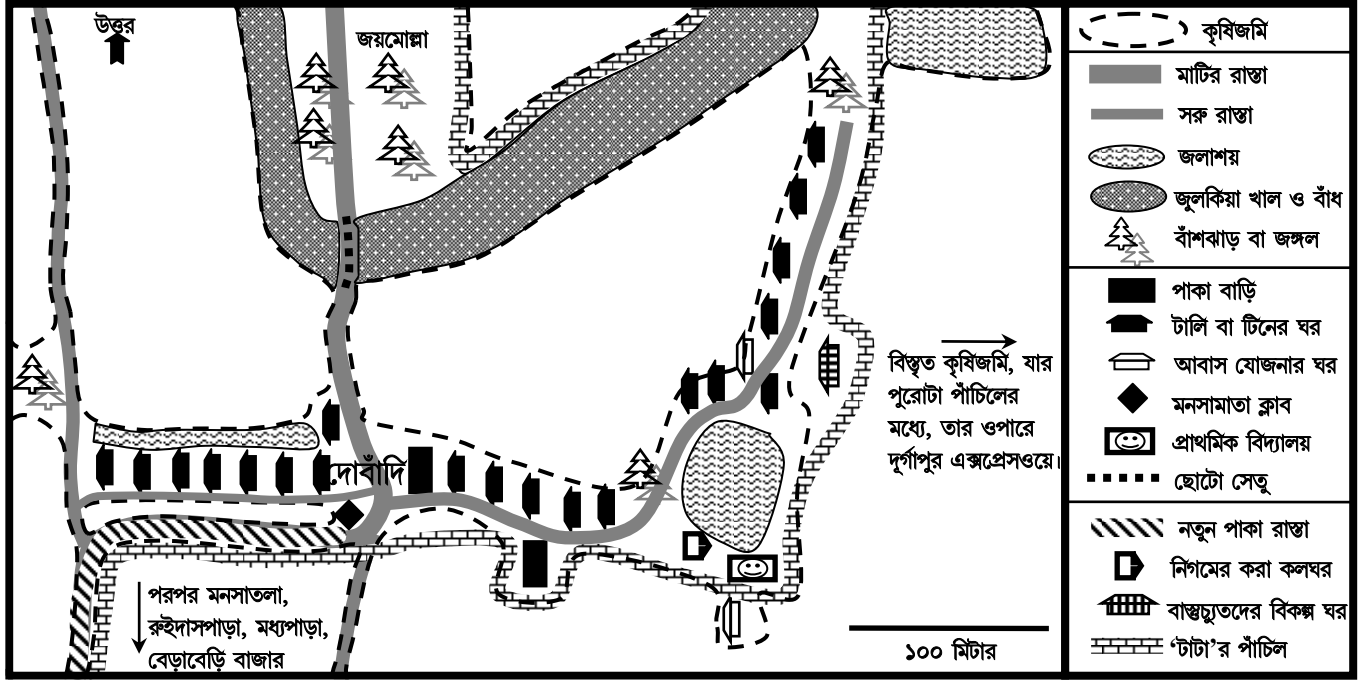 উত্তর
জয়মোল্লা
দোবাঁদি
বিস্তৃত কৃষিজমি, যার
পুরোটা পাঁচিলের
মধ্যে, তার ওপারে
দূর্গাপুর এক্সপ্রেসওয়ে।
পরপর মনসাতলা,
রুইদাসপাড়া, মধ্যপাড়া,
বেড়াবেড়ি বাজার
১০০ মিটার
কৃষিজমি
মাটির রাস্তা
সরু রাস্তা
জলাশয়
জুলকিয়া খাল ও বাঁধ
বাঁশঝাড় বা জঙ্গল
পাকা বাড়ি
টালি বা টিনের ঘর
আবাস যোজনার ঘর
মনসামাতা ক্লাব
প্রাথমিক বিদ্যালয়
ছোটো সেতু
নতুন পাকা রাস্তা
নিগমের করা কলঘর
বাস্তুচ্যুতদের বিকল্প ঘর
‘টাটা’র পাঁচিল